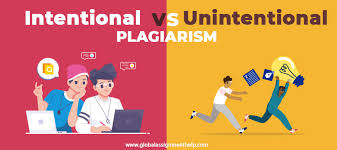 Intentional vs Unintentional
PLAGIARISM
www.globalassignmenthelp.com